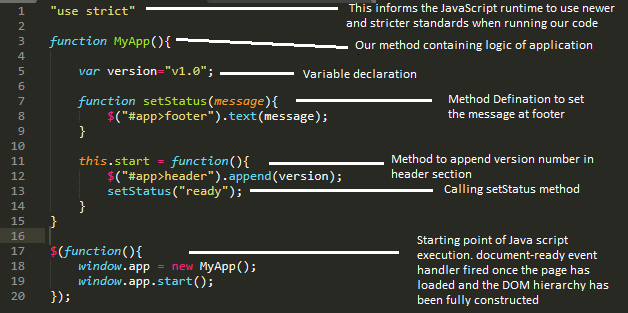 1 "use strict" This informs the JavaScript runtime to use newer
2 and stricter standards when running our code
3 function MyApp(){ Our method containing logic of application
4
5 var version="v1.0"; Variable declaration
6
7 function setStatus(message){ Method Defination to set
8 $("#app>footer").text(message); the message at footer
9 }
10
11 this.start = function(){ Method to append version number in
12 $("#app>header").append(version); header section
13 setStatus("ready"); Calling setStatus method
14 }
15 }
16
17 $(function(){ Starting point of Java script
18 window.app = new MyApp(); execution. document-ready event
19 window.app.start(); handler fired once the page has
20 }); loaded and the DOM hierarchy has
been fully constructed